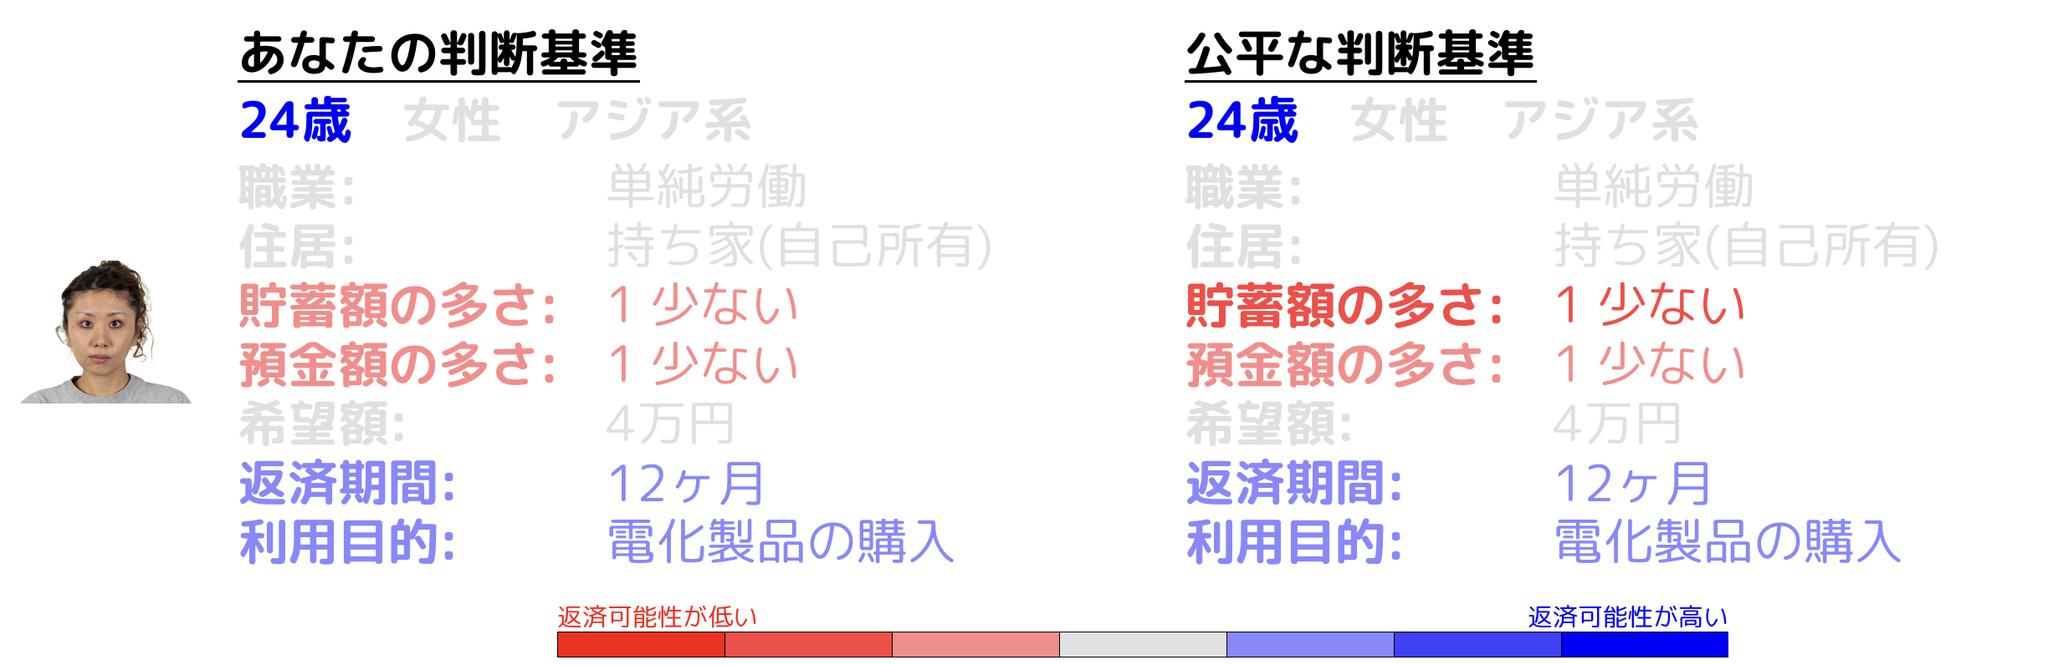 あなたの判断基準
24歳 女性 アジア系
職業: 単純労働
住居: 持ち家(自己所有)
貯蓄額の多さ: 1 少ない
預金額の多さ: 1 少ない
希望額: 4万円
返済期間: 12ヶ月
利用目的: 電化製品の購入
公平な判断基準
24歳 女性 アジア系
職業: 単純労働
住居: 持ち家(自己所有)
貯蓄額の多さ: 1 少ない
預金額の多さ: 1 少ない
希望額: 4万円
返済期間: 12ヶ月
利用目的: 電化製品の購入
返済可能性が低い
返済可能性が高い